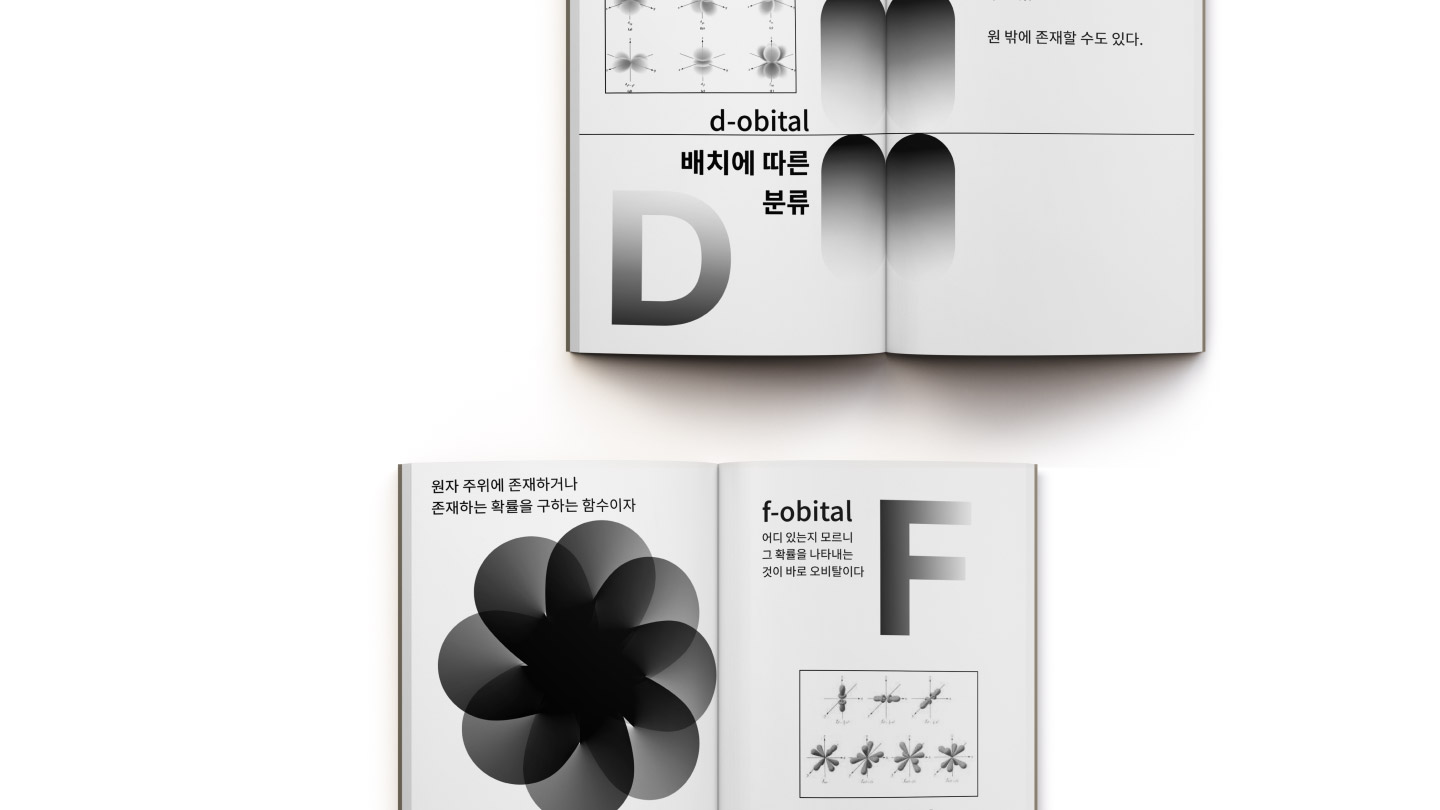 원 밖에 존재할 수도 있다.
d-obital
배치에 따른
분류
D
원자 주위에 존재하거나
존재하는 확률을 구하는 함수이자
f-obital
어디 있는지 모르니
그 확률을 나타내는
것이 바로 오비탈이다
F